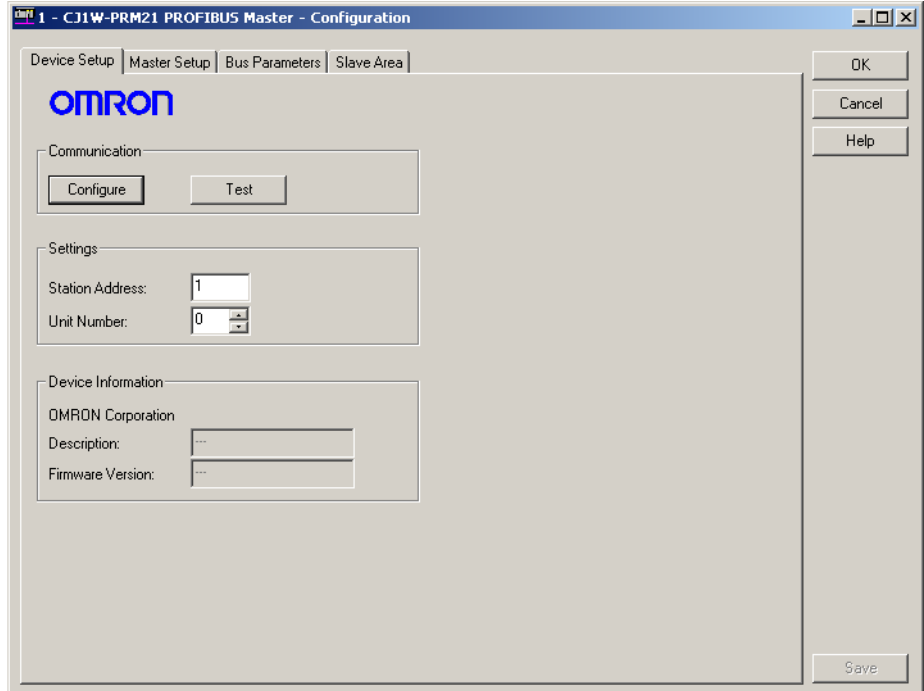 1 - CJ1W-PRM21 PROFIBUS Master - Configuration
Device Setup Master Setup Bus Parameters Slave Area
OK
OMRON
Cancel
Help
Communication
Configure Test
Settings
Station Address: 1
Unit Number: 0
Device Information
OMRON Corporation
Description: ---
Firmware Version: ---
Save